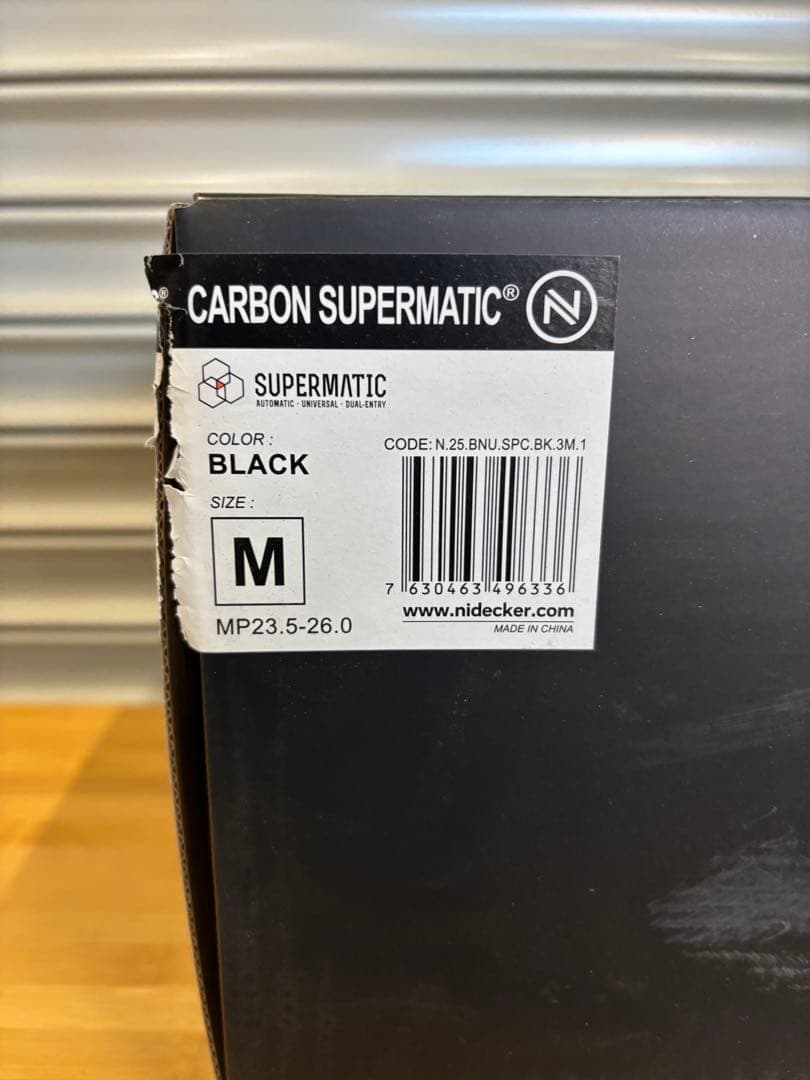 CARBON SUPERMATIC® N
SUPERMATIC
AUTOMATIC · UNIVERSAL · DUAL-ENTRY
COLOR :
BLACK
CODE: N.25.BNU.SPC.BK.3M.1
SIZE :
M
7 630463 496336
www.nidecker.com
MP23.5-26.0
MADE IN CHINA